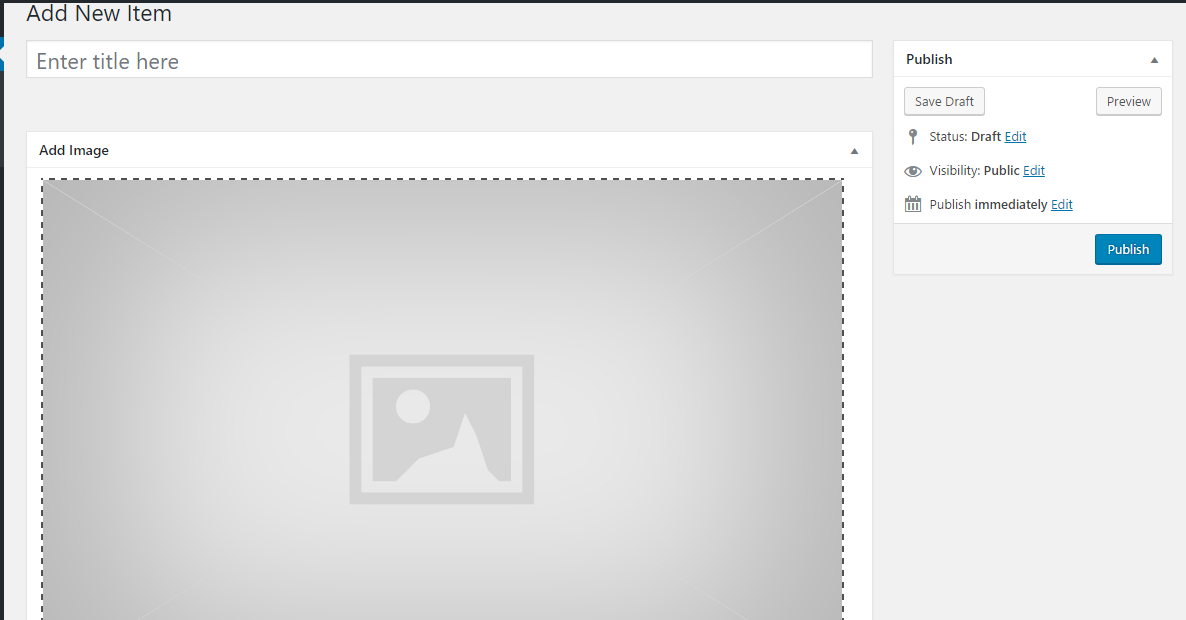 Add New Item
Enter title here
Add Image
Publish
Save Draft
Preview
Status: Draft Edit
Visibility: Public Edit
Publish immediately Edit
Publish